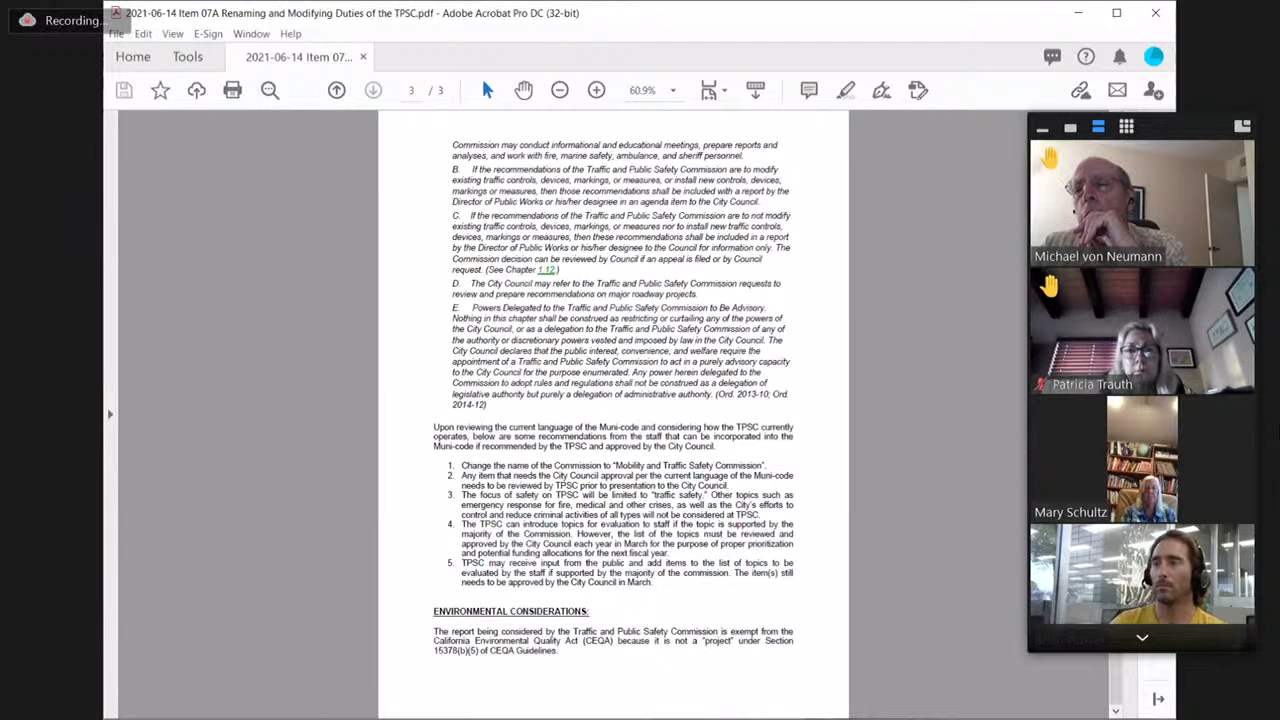 Recording...
2021-06-14 Item 07A Renaming and Modifying Duties of the TPSC.pdf - Adobe Acrobat Pro DC (32-bit)
File Edit View E-Sign Window Help
Home Tools 2021-06-14 Item 07... ×
3 / 3 60.9%
Commission may conduct informational and educational meetings, prepare reports and
analyses, and work with fire, marine safety, ambulance, and sheriff personnel.
B. If the recommendations of the Traffic and Public Safety Commission are to modify
existing traffic controls, devices, markings, or measures, or install new controls, devices,
markings or measures, then those recommendations shall be included with a report by the
Director of Public Works or his/her designee in an agenda item to the City Council.
C. If the recommendations of the Traffic and Public Safety Commission are to not modify
existing traffic controls, devices, markings, or measures nor to install new traffic controls,
devices, markings or measures, then these recommendations shall be included in a report
by the Director of Public Works or his/her designee to the Council for information only. The
Commission decision can be reviewed by Council if an appeal is filed or by Council
request. (See Chapter 1.12.)
D. The City Council may refer to the Traffic and Public Safety Commission requests to
review and prepare recommendations on major roadway projects.
E. Powers Delegated to the Traffic and Public Safety Commission to Be Advisory.
Nothing in this chapter shall be construed as restricting or curtailing any of the powers of
the City Council, or as a delegation to the Traffic and Public Safety Commission of any of
the authority or discretionary powers vested and imposed by law in the City Council. The
City Council declares that the public interest, convenience, and welfare require the
appointment of a Traffic and Public Safety Commission to act in a purely advisory capacity
to the City Council for the purpose enumerated. Any power herein delegated to the
Commission to adopt rules and regulations shall not be construed as a delegation of
legislative authority but purely a delegation of administrative authority. (Ord. 2013-10; Ord.
2014-12)
Upon reviewing the current language of the Muni-code and considering how the TPSC currently
operates, below are some recommendations from the staff that can be incorporated into the
Muni-code if recommended by the TPSC and approved by the City Council.
1. Change the name of the Commission to "Mobility and Traffic Safety Commission".
2. Any item that needs the City Council approval per the current language of the Muni-code
needs to be reviewed by TPSC prior to presentation to the City Council.
3. The focus of safety on TPSC will be limited to "traffic safety." Other topics such as
emergency response for fire, medical and other crises, as well as the City's efforts to
control and reduce criminal activities of all types will not be considered at TPSC.
4. The TPSC can introduce topics for evaluation to staff if the topic is supported by the
majority of the Commission. However, the list of the topics must be reviewed and
approved by the City Council each year in March for the purpose of proper prioritization
and potential funding allocations for the next fiscal year.
5. TPSC may receive input from the public and add items to the list of topics to be
evaluated by the staff if supported by the majority of the commission. The item(s) still
needs to be approved by the City Council in March.
ENVIRONMENTAL CONSIDERATIONS:
The report being considered by the Traffic and Public Safety Commission is exempt from the
California Environmental Quality Act (CEQA) because it is not a "project" under Section
15378(b)(5) of CEQA Guidelines.
Michael von Neumann
Patricia Trauth
Mary Schultz